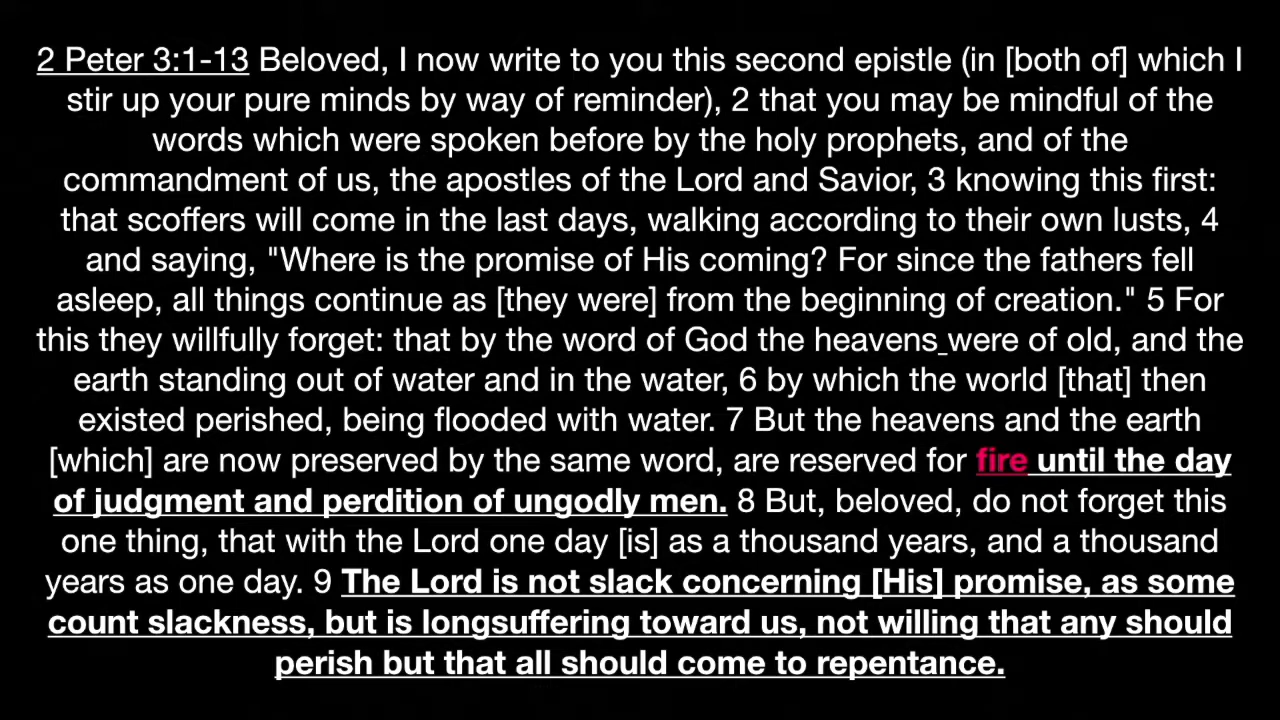 2 Peter 3:1-13 Beloved, I now write to you this second epistle (in [both of] which I
stir up your pure minds by way of reminder), 2 that you may be mindful of the
words which were spoken before by the holy prophets, and of the
commandment of us, the apostles of the Lord and Savior, 3 knowing this first:
that scoffers will come in the last days, walking according to their own lusts, 4
and saying, "Where is the promise of His coming? For since the fathers fell
asleep, all things continue as [they were] from the beginning of creation." 5 For
this they willfully forget: that by the word of God the heavens were of old, and the
earth standing out of water and in the water, 6 by which the world [that] then
existed perished, being flooded with water. 7 But the heavens and the earth
[which] are now preserved by the same word, are reserved for fire until the day
of judgment and perdition of ungodly men. 8 But, beloved, do not forget this
one thing, that with the Lord one day [is] as a thousand years, and a thousand
years as one day. 9 The Lord is not slack concerning [His] promise, as some
count slackness, but is longsuffering toward us, not willing that any should
perish but that all should come to repentance.